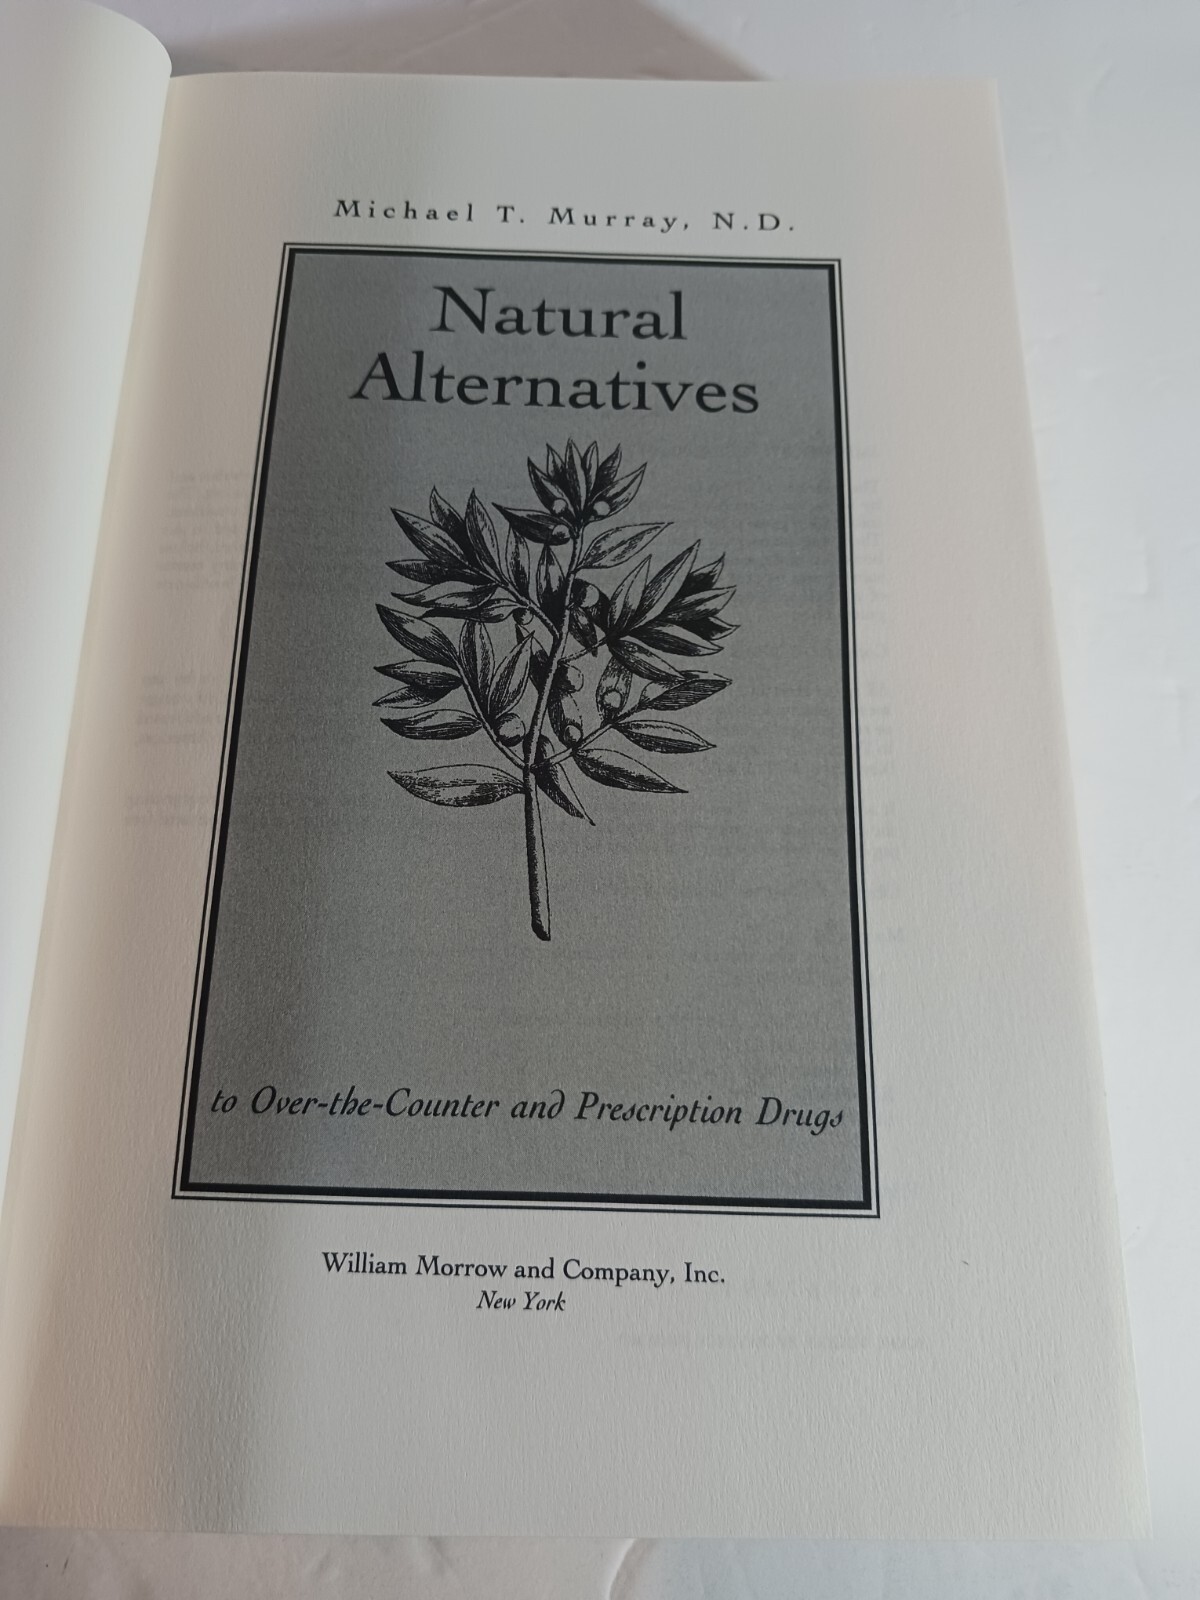 Michael T. Murray, N.D.
Natural
Alternatives
to Over-the-Counter and Prescription Drugs
William Morrow and Company, Inc.
New York